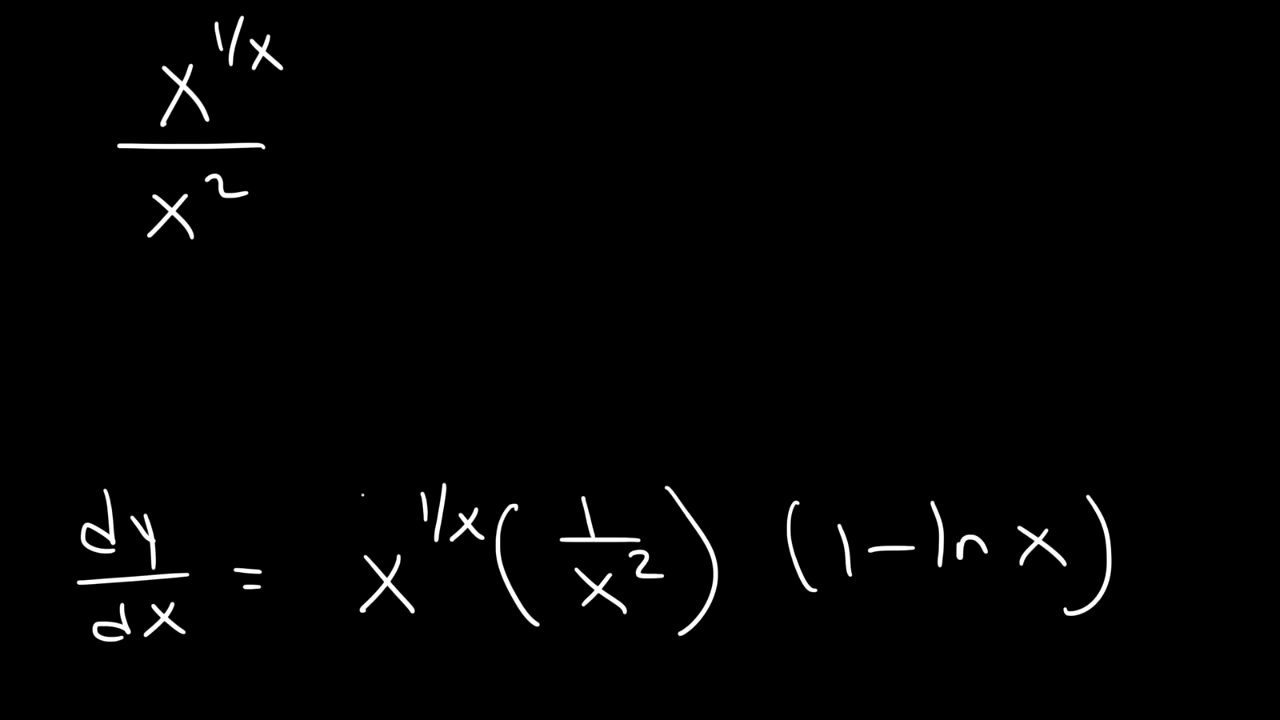 x^{1/x}
x^2
dy/dx = x^{1/x} (1/x^2) (1 - ln x)